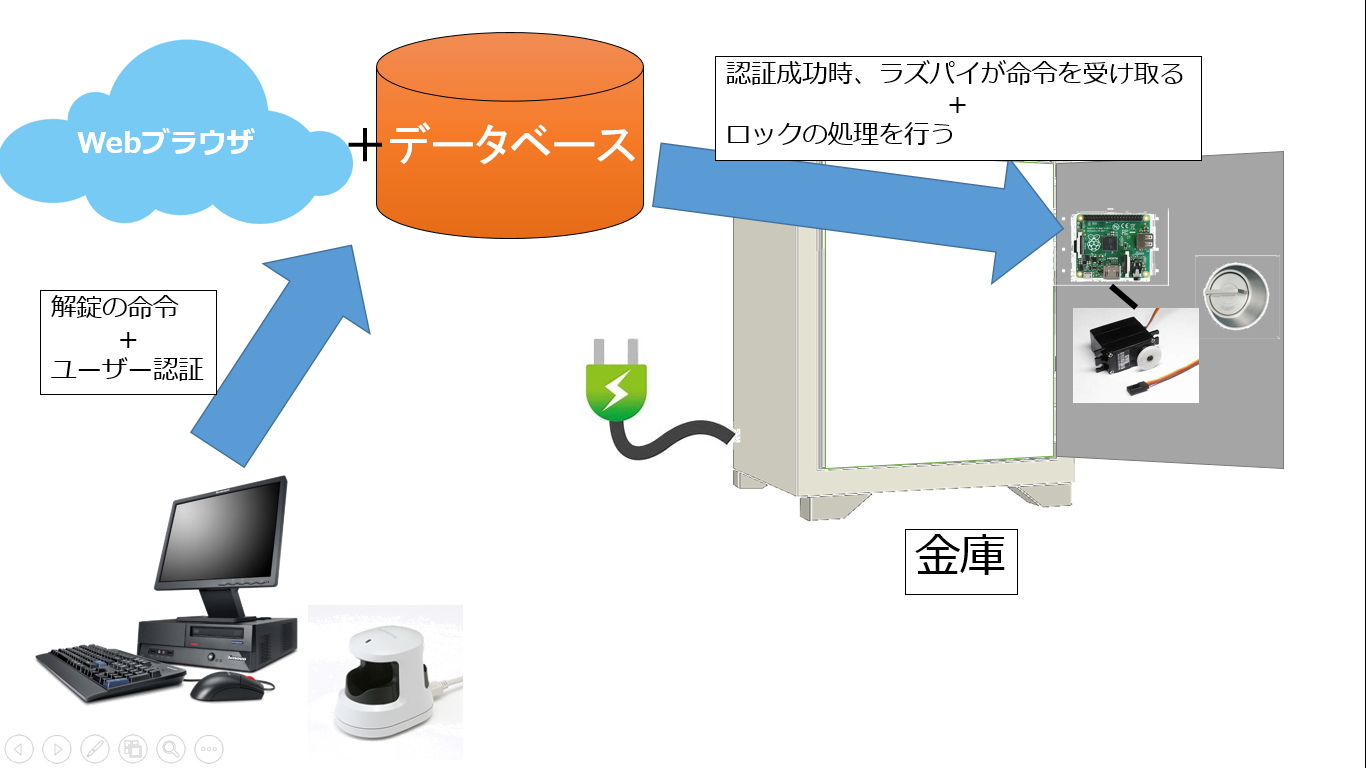 Webブラウザ
+
データベース
認証成功時、ラズパイが命令を受け取る
+
ロックの処理を行う
解錠の命令
+
ユーザー認証
金庫